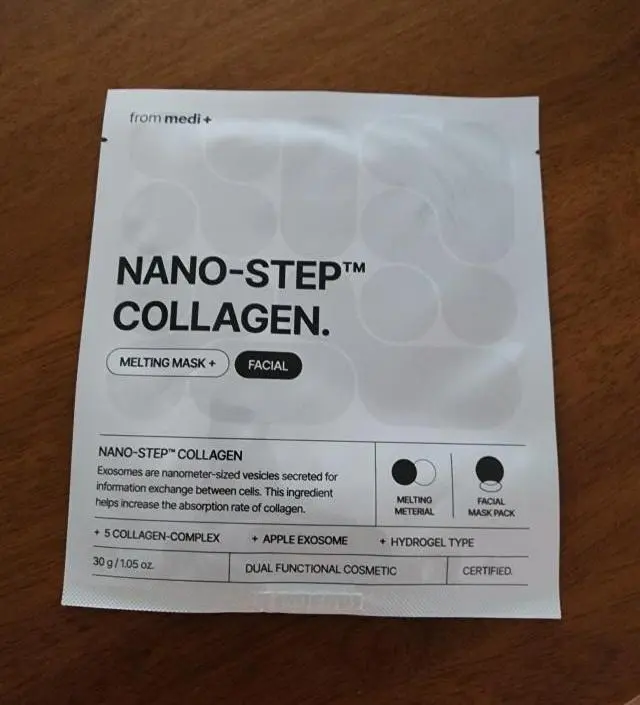 from medi+
NANO-STEP™
COLLAGEN.
MELTING MASK + FACIAL
NANO-STEP™ COLLAGEN
Exosomes are nanometer-sized vesicles secreted for
information exchange between cells. This ingredient
helps increase the absorption rate of collagen.
MELTING
METERIAL
FACIAL
MASK PACK
+ 5 COLLAGEN-COMPLEX + APPLE EXOSOME + HYDROGEL TYPE
30 g / 1.05 oz. DUAL FUNCTIONAL COSMETIC CERTIFIED.